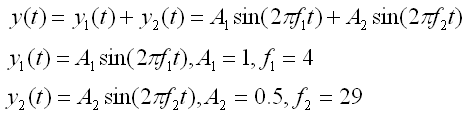 y(t) = y₁(t) + y₂(t) = A₁ sin(2πf₁t) + A₂ sin(2πf₂t)
y₁(t) = A₁ sin(2πf₁t), A₁ = 1, f₁ = 4
y₂(t) = A₂ sin(2πf₂t), A₂ = 0.5, f₂ = 29